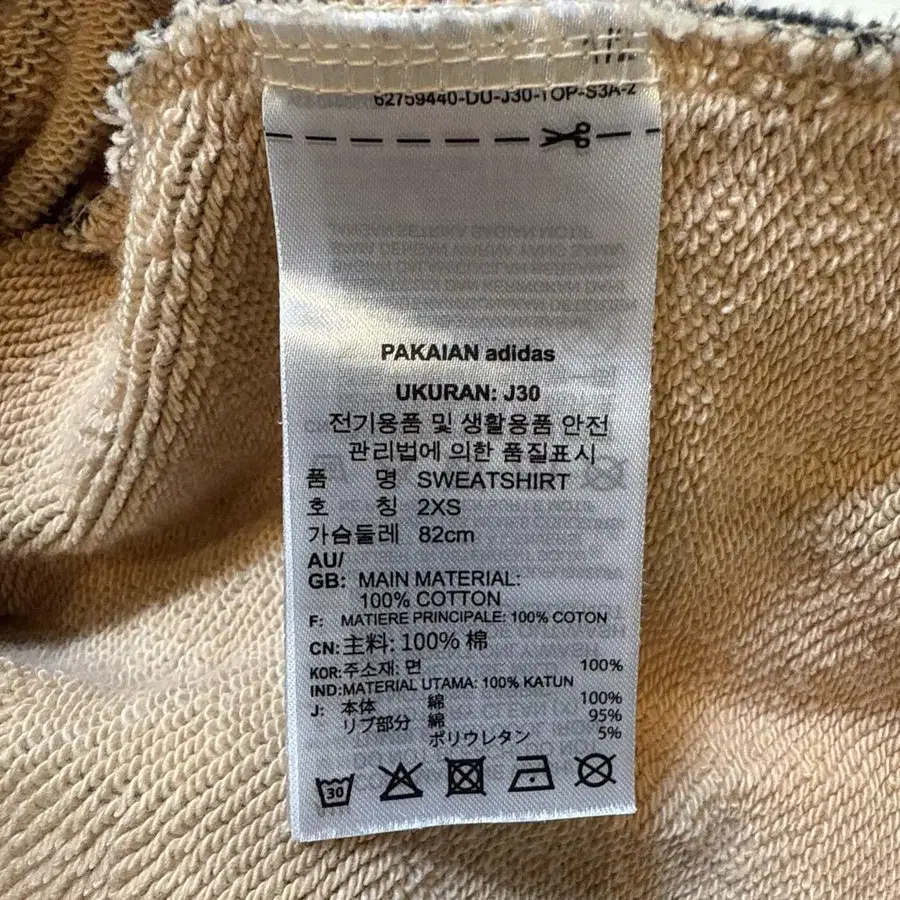 62759440-DU-J30-TOP-S3A-2
PAKAIAN adidas
UKURAN: J30
전기용품 및 생활용품 안전
관리법에 의한 품질표시
품 명 SWEATSHIRT
호 칭 2XS
가슴둘레 82cm
AU/
GB: MAIN MATERIAL:
100% COTTON
F: MATIERE PRINCIPALE: 100% COTON
CN: 主料: 100% 棉
KOR: 주소재: 면 100%
IND: MATERIAL UTAMA: 100% KATUN
J: 本体 綿 100%
リブ部分 綿 95%
ポリウレタン 5%
30